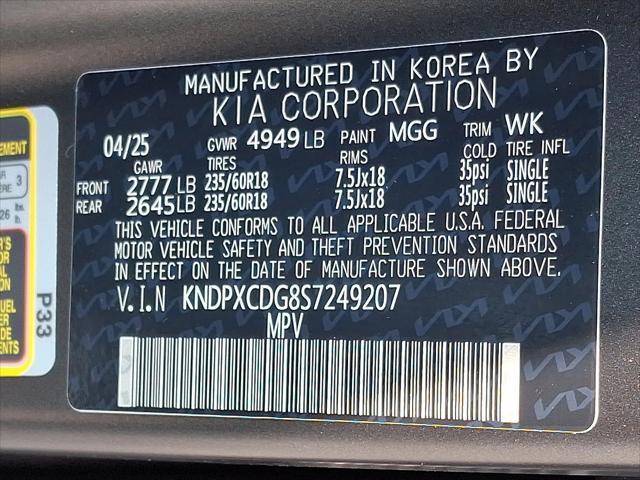 MANUFACTURED IN KOREA BY
KIA CORPORATION
04/25 GVWR 4949 LB PAINT MGG TRIM WK
GAWR TIRES RIMS COLD TIRE INFL
FRONT 2777 LB 235/60R18 7.5Jx18 35psi SINGLE
REAR 2645 LB 235/60R18 7.5Jx18 35psi SINGLE
THIS VEHICLE CONFORMS TO ALL APPLICABLE U.S.A. FEDERAL
MOTOR VEHICLE SAFETY AND THEFT PREVENTION STANDARDS
IN EFFECT ON THE DATE OF MANUFACTURE SHOWN ABOVE.
V.I.N KNDPXCDG8S7249207
MPV
P33
3
26 lbs.